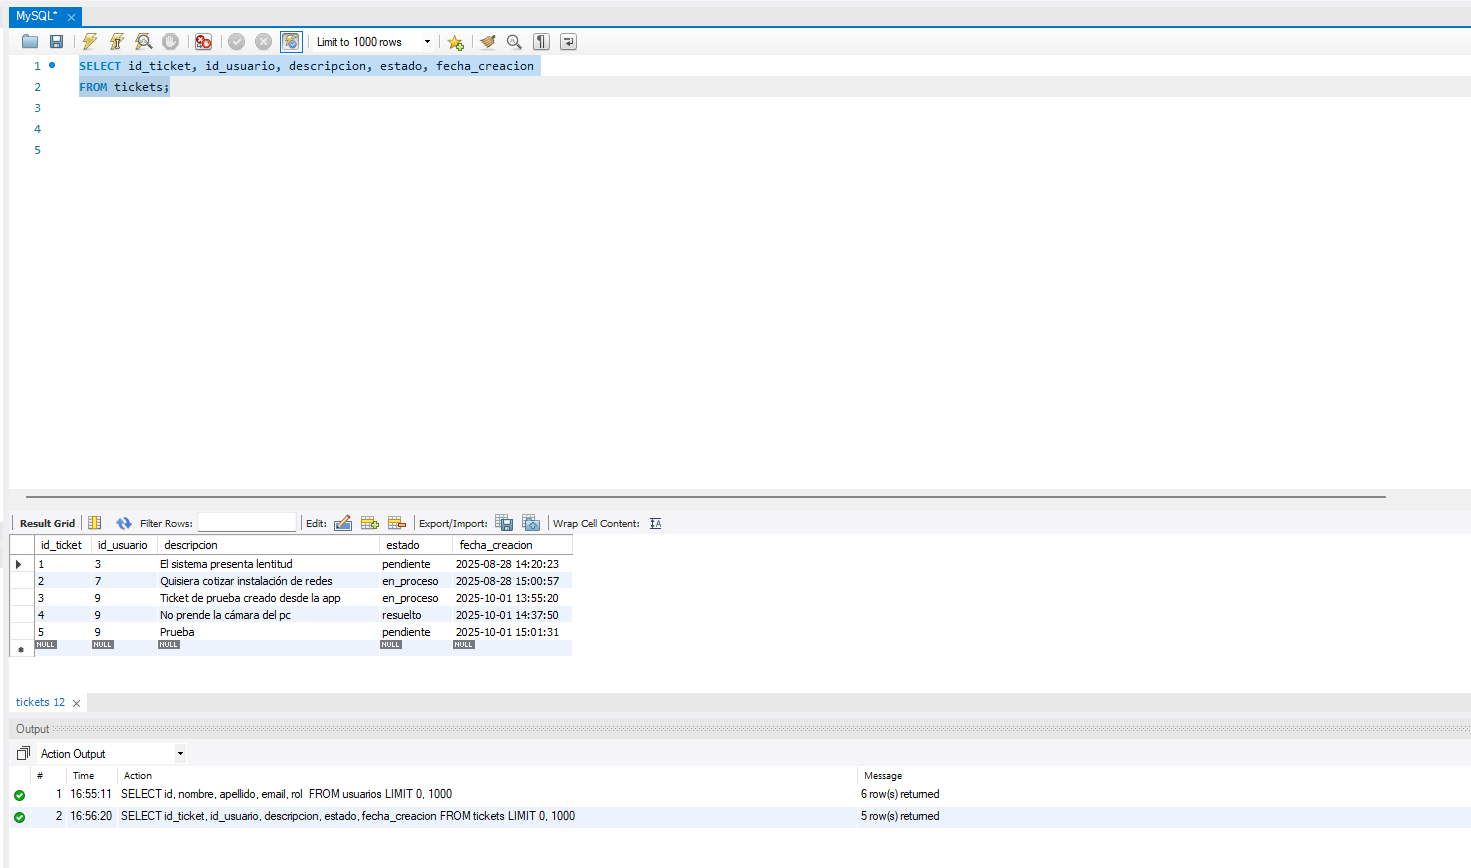 MySQL*
Limit to 1000 rows
1 SELECT id_ticket, id_usuario, descripcion, estado, fecha_creacion
2 FROM tickets;
3
4
5
Result Grid Filter Rows: Edit: Export/Import: Wrap Cell Content:
id_ticket id_usuario descripcion estado fecha_creacion
1 3 El sistema presenta lentitud pendiente 2025-08-28 14:20:23
2 7 Quisiera cotizar instalación de redes en_proceso 2025-08-28 15:00:57
3 9 Ticket de prueba creado desde la app en_proceso 2025-10-01 13:55:20
4 9 No prende la cámara del pc resuelto 2025-10-01 14:37:50
5 9 Prueba pendiente 2025-10-01 15:01:31
NULL NULL NULL NULL NULL
tickets 12
Output
Action Output
# Time Action Message
1 16:55:11 SELECT id, nombre, apellido, email, rol FROM usuarios LIMIT 0, 1000 6 row(s) returned
2 16:56:20 SELECT id_ticket, id_usuario, descripcion, estado, fecha_creacion FROM tickets LIMIT 0, 1000 5 row(s) returned